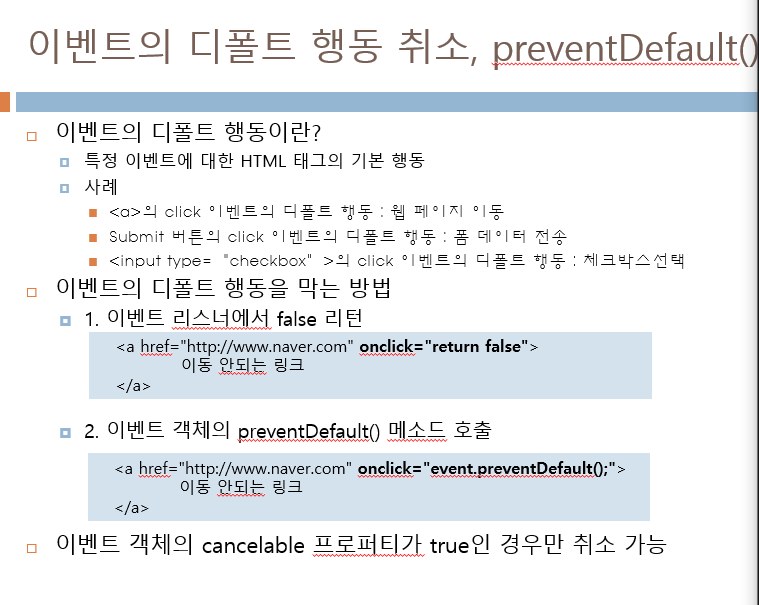 이벤트의 디폴트 행동 취소, preventDefault()
이벤트의 디폴트 행동이란?
특정 이벤트에 대한 HTML 태그의 기본 행동
사례
<a>의 click 이벤트의 디폴트 행동 : 웹 페이지 이동
Submit 버튼의 click 이벤트의 디폴트 행동 : 폼 데이터 전송
<input type= "checkbox" >의 click 이벤트의 디폴트 행동 : 체크박스선택
이벤트의 디폴트 행동을 막는 방법
1. 이벤트 리스너에서 false 리턴
<a href="http://www.naver.com" onclick="return false">
이동 안되는 링크
</a>
2. 이벤트 객체의 preventDefault() 메소드 호출
<a href="http://www.naver.com" onclick="event.preventDefault();">
이동 안되는 링크
</a>
이벤트 객체의 cancelable 프로퍼티가 true인 경우만 취소 가능